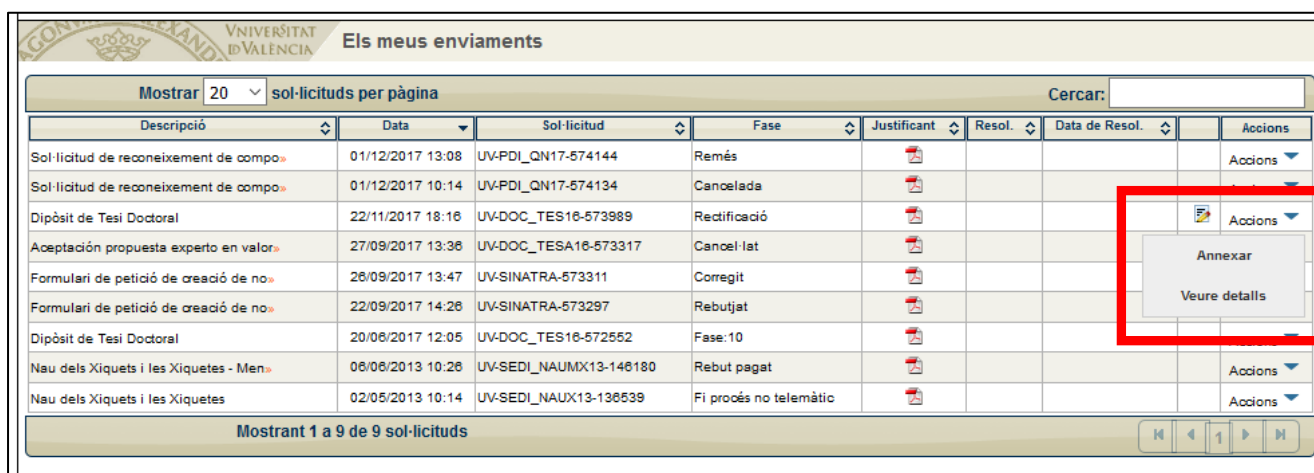 VNIVERSITAT
D VALÈNCIA
Els meus enviaments
Mostrar 20 sol·licituds per pàgina Cercar:
Descripció Data Sol·licitud Fase Justificant Resol. Data de Resol. Accions
Sol·licitud de reconeixement de compo» 01/12/2017 13:08 UV-PDI_QN17-574144 Remés Accions
Sol·licitud de reconeixement de compo» 01/12/2017 10:14 UV-PDI_QN17-574134 Cancelada
Dipòsit de Tesi Doctoral 22/11/2017 18:16 UV-DOC_TES16-573989 Rectificació Accions
Aceptación propuesta experto en valor» 27/09/2017 13:36 UV-DOC_TESA16-573317 Cancel·lat
Annexar
Formulari de petició de creació de no» 26/09/2017 13:47 UV-SINATRA-573311 Corregit
Formulari de petició de creació de no» 22/09/2017 14:26 UV-SINATRA-573297 Rebutjat
Veure detalls
Dipòsit de Tesi Doctoral 20/06/2017 12:05 UV-DOC_TES16-572552 Fase:10
Nau dels Xiquets i les Xiquetes - Men» 06/06/2013 10:26 UV-SEDI_NAUMX13-146180 Rebut pagat Accions
Nau dels Xiquets i les Xiquetes 02/05/2013 10:14 UV-SEDI_NAUX13-136539 Fi procés no telemàtic Accions
Mostrant 1 a 9 de 9 sol·licituds 1